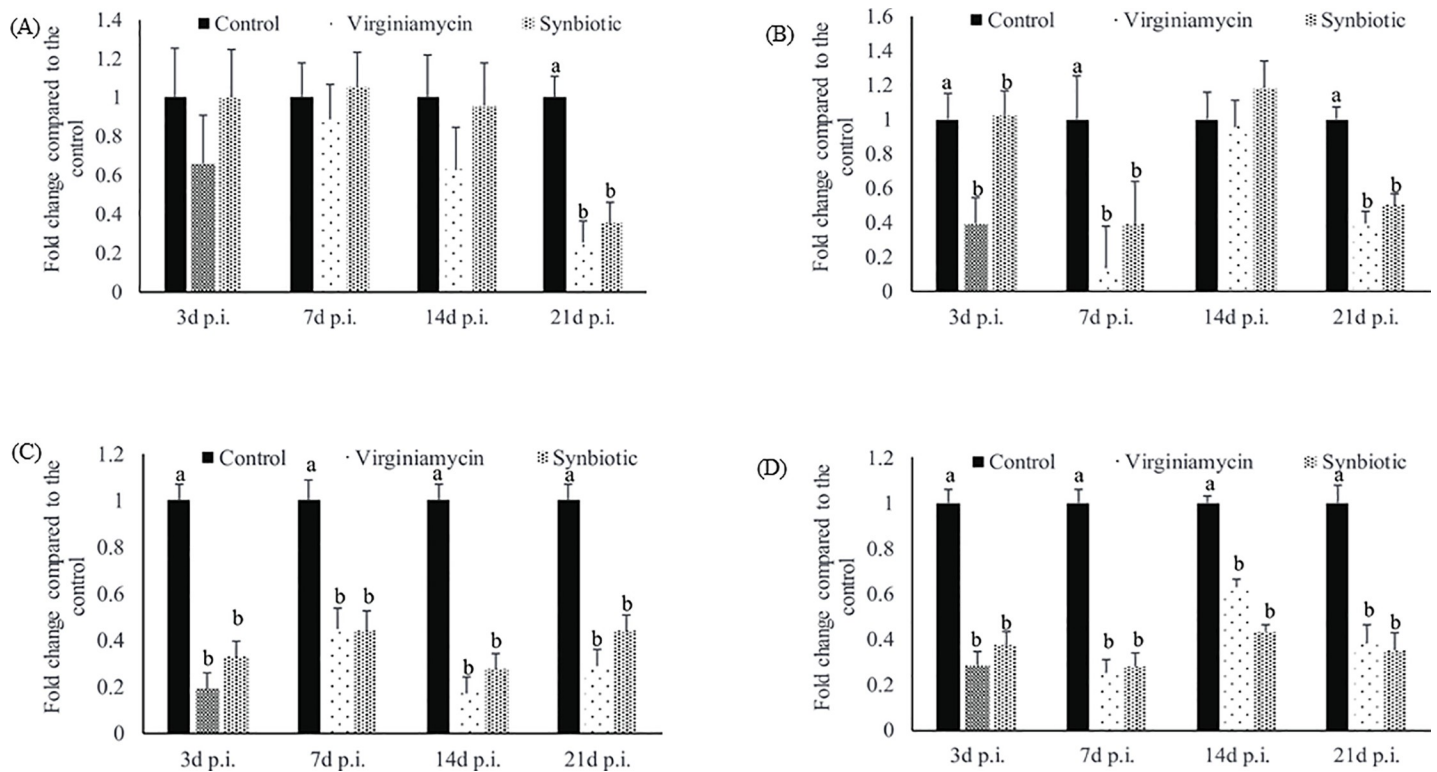 (A)
Fold change compared to the
control
1.4
1.2
1
0.8
0.6
0.4
0.2
0
Control Virginiamycin Synbiotic
a
b
b
3d p.i. 7d p.i. 14d p.i. 21d p.i.
(B)
Fold change compared to the
control
1.6
1.4
1.2
1
0.8
0.6
0.4
0.2
0
Control Virginiamycin Synbiotic
a b a a
b b b b b
3d p.i. 7d p.i. 14d p.i. 21d p.i.
(C)
Fold change compared to the
control
1.2
1
0.8
0.6
0.4
0.2
0
Control Virginiamycin Synbiotic
a a a a
b b b b b b b b
3d p.i. 7d p.i. 14d p.i. 21d p.i.
(D)
Fold change compared to the
control
1.2
1
0.8
0.6
0.4
0.2
0
Control Virginiamycin Synbiotic
a a a a
b b b b b b b b
3d p.i. 7d p.i. 14d p.i. 21d p.i.